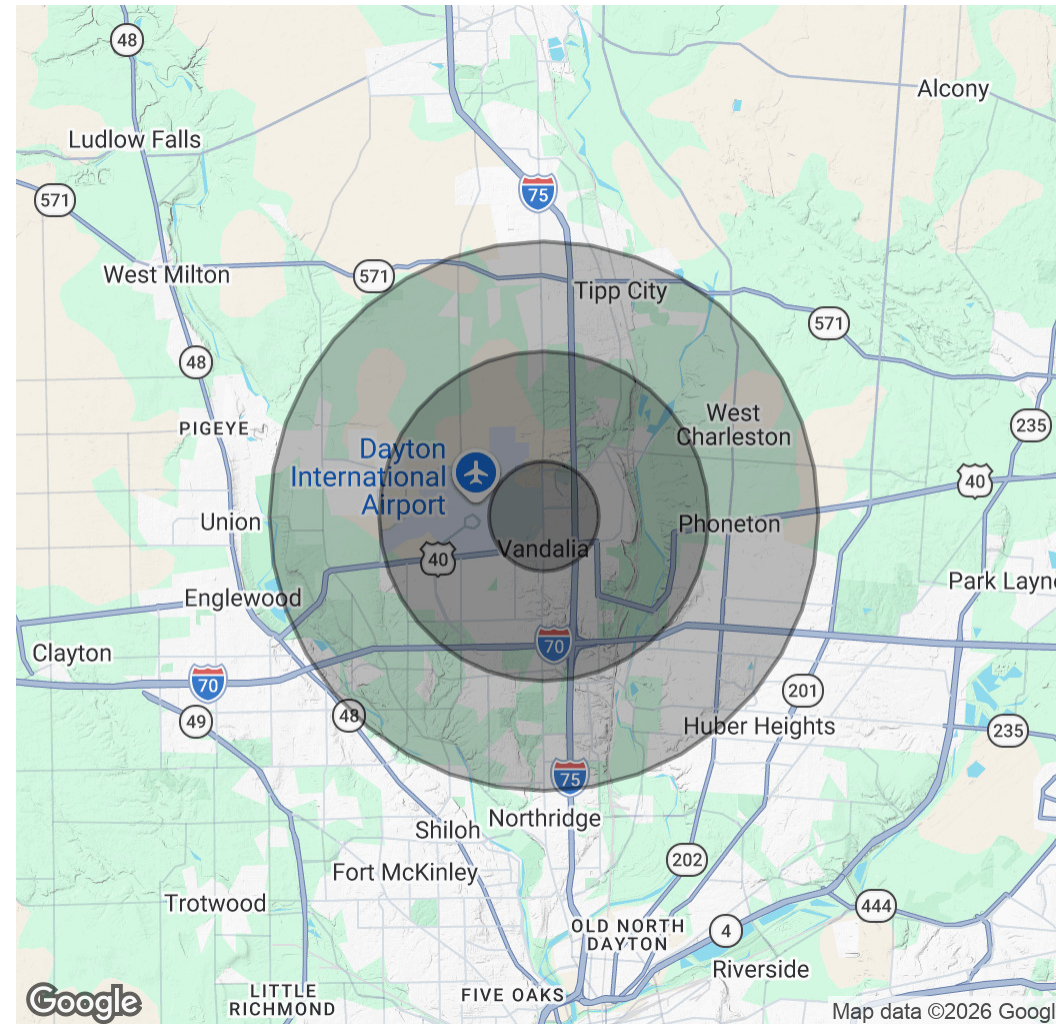 48
Alcony
Ludlow Falls
571
75
West Milton
571
Tipp City
571
48
West
Charleston
235
PIGEYE
Dayton
International
Airport
40
Union
Phoneton
Vandalia
40
Park Layne
Englewood
70
Clayton
70
201
49
48
Huber Heights
235
75
Northridge
Shiloh
202
Fort McKinley
Trotwood
444
OLD NORTH
DAYTON
4
Riverside
LITTLE
RICHMOND
FIVE OAKS
Google
Map data ©2026 Googl